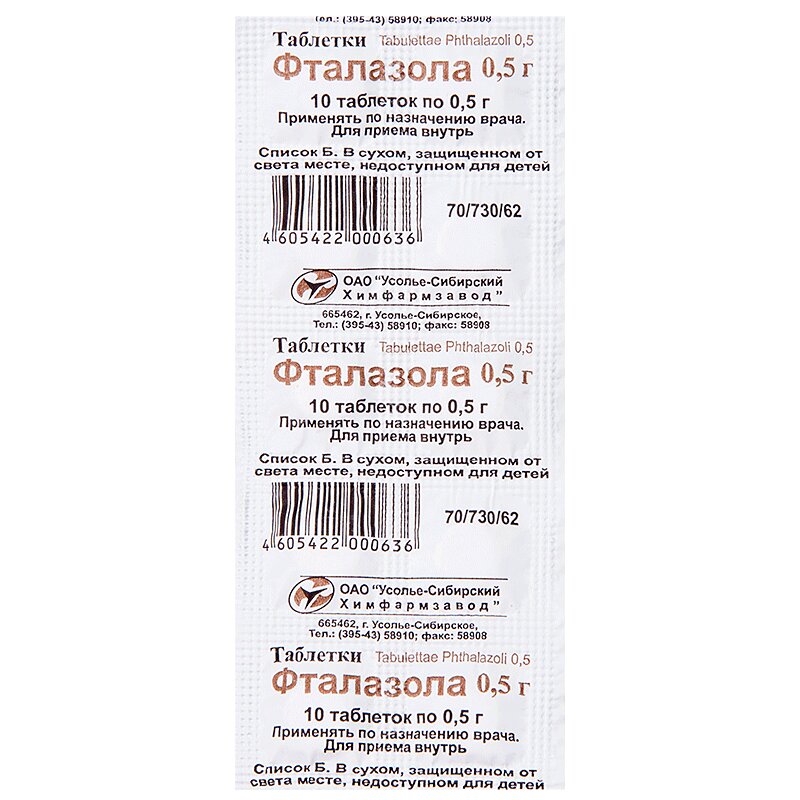 Тел.: (395-43) 58910; факс: 58908
Таблетки Tabulettae Phthalazoli 0,5
Фталазола 0,5 г
10 таблеток по 0,5 г
Применять по назначению врача.
Для приема внутрь
Список Б. В сухом, защищенном от
света месте, недоступном для детей
70/730/62
4 605422 000636
ОАО "Усолье-Сибирский
Химфармзавод"
665462, г. Усолье-Сибирское,
Тел.: (395-43) 58910; факс: 58908
Таблетки Tabulettae Phthalazoli 0,5
Фталазола 0,5 г
10 таблеток по 0,5 г
Применять по назначению врача.
Для приема внутрь
Список Б. В сухом, защищенном от
света месте, недоступном для детей
70/730/62
4 605422 000636
ОАО "Усолье-Сибирский
Химфармзавод"
665462, г. Усолье-Сибирское,
Тел.: (395-43) 58910; факс: 58908
Таблетки Tabulettae Phthalazoli 0,5
Фталазола 0,5 г
10 таблеток по 0,5 г
Применять по назначению врача.
Для приема внутрь
Список Б. В сухом, защищенном от
света месте, недоступном для детей